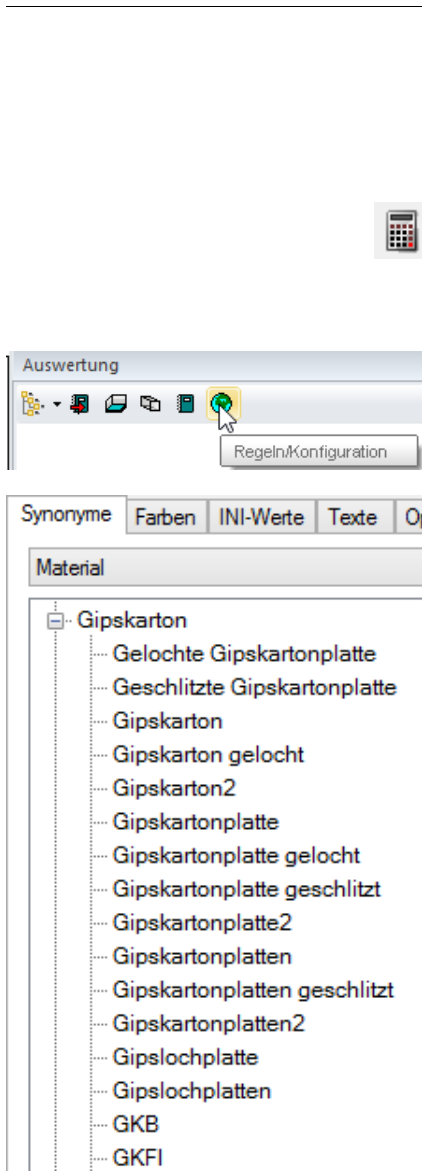 Auswertung
Regeln/Konfiguration
Synonyme Farben INI-Werte Texte
Material
Gipskarton
Gelochte Gipskartonplatte
Geschlitzte Gipskartonplatte
Gipskarton
Gipskarton gelocht
Gipskarton2
Gipskartonplatte
Gipskartonplatte gelocht
Gipskartonplatte geschlitzt
Gipskartonplatte2
Gipskartonplatten
Gipskartonplatten geschlitzt
Gipskartonplatten2
Gipslochplatte
Gipslochplatten
GKB
GKFI